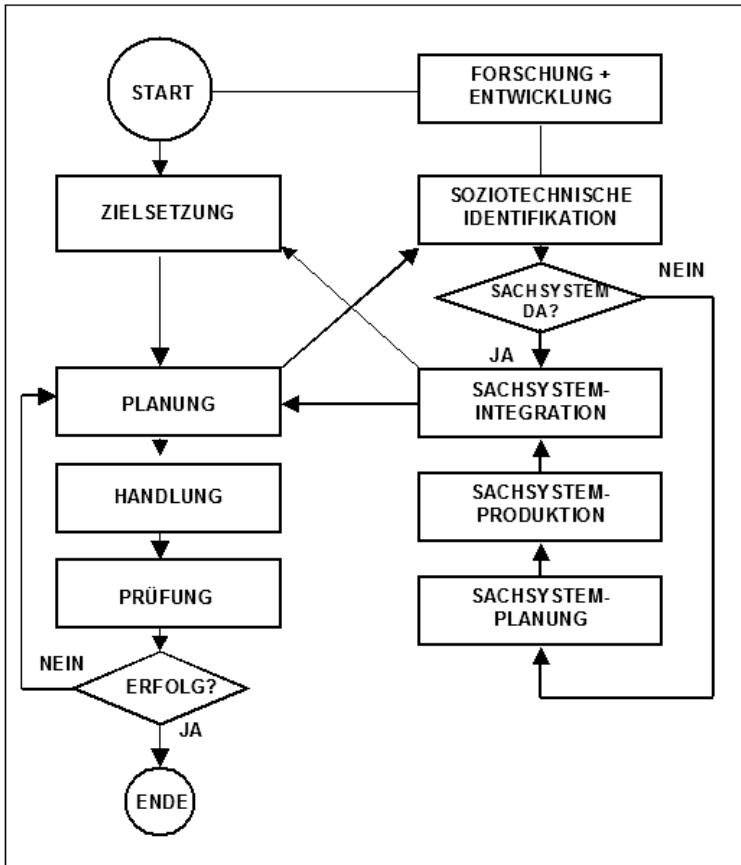 START
FORSCHUNG +
ENTWICKLUNG
ZIELSETZUNG
SOZIOTECHNISCHE
IDENTIFIKATION
NEIN
SACHSYSTEM
DA?
JA
PLANUNG
SACHSYSTEM-
INTEGRATION
HANDLUNG
SACHSYSTEM-
PRODUKTION
PRÜFUNG
SACHSYSTEM-
PLANUNG
NEIN
ERFOLG?
JA
ENDE